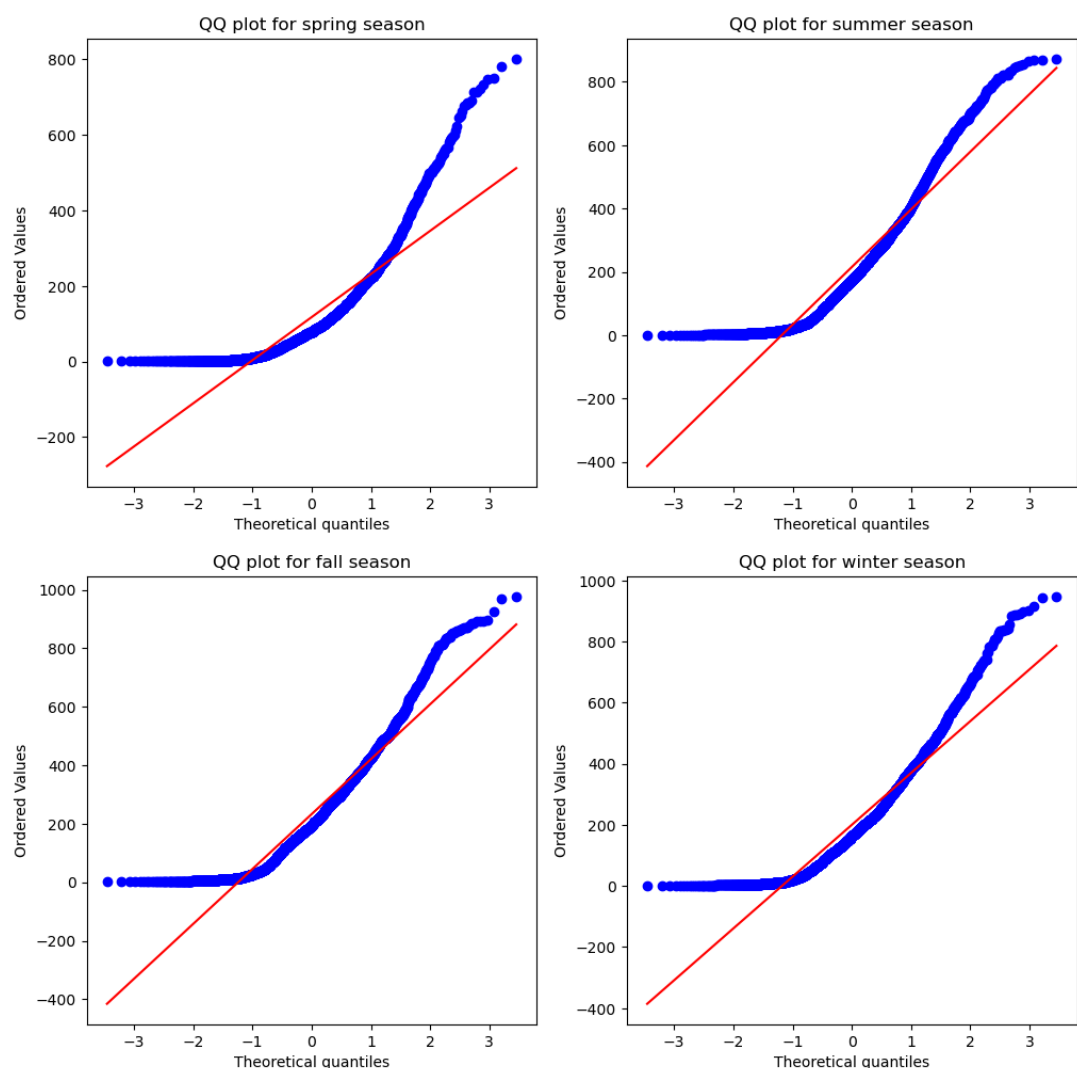 QQ plot for spring season
QQ plot for summer season
800
600
400
200
0
−200
Ordered Values
800
600
400
200
0
−200
−400
Ordered Values
−3 −2 −1 0 1 2 3
Theoretical quantiles
−3 −2 −1 0 1 2 3
Theoretical quantiles
QQ plot for fall season
QQ plot for winter season
1000
800
600
400
200
0
−200
−400
Ordered Values
1000
800
600
400
200
0
−200
−400
Ordered Values
−3 −2 −1 0 1 2 3
Theoretical quantiles
−3 −2 −1 0 1 2 3
Theoretical quantiles